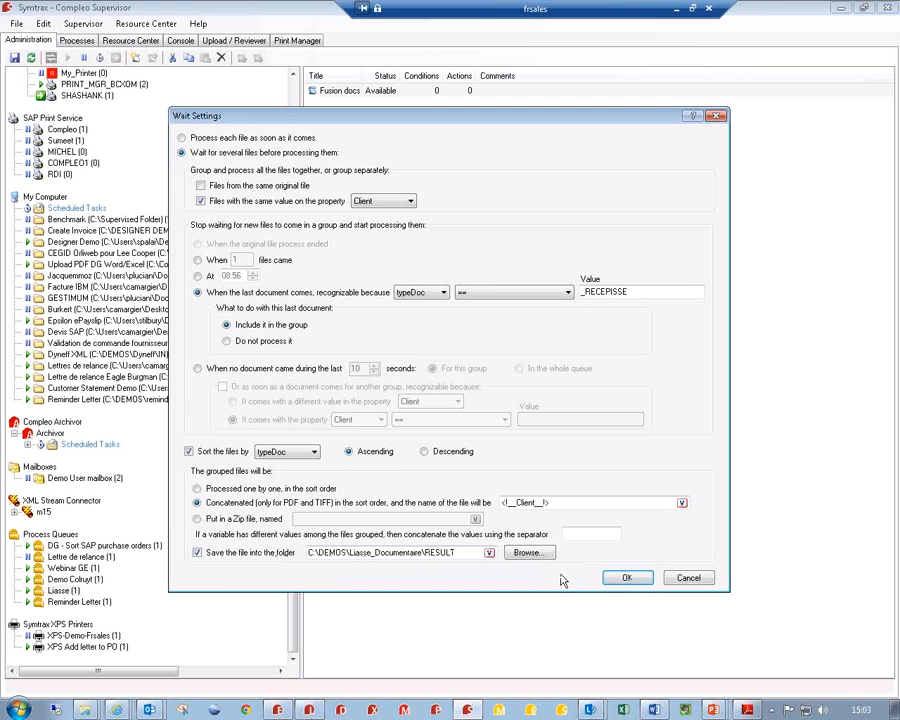 Symtrax - Compleo Supervisor
frsales
File Edit Supervisor Resource Center Help
Administration Processes Resource Center Console Upload / Reviewer Print Manager
My_Printer (0)
PRINT_MGR_BCXOM (2)
SHASHANK (1)
SAP Print Service
Compleo (1)
Sumeet (1)
MICHEL (0)
COMPLEO1 (0)
RDI (0)
My Computer
Scheduled Tasks
Benchmark (C:\Supervised Folder)
Create Invoice (C:\DESIGNER DEM
Designer Demo (C:\Users\spalai\De
CEGID Orliweb pour Lee Cooper (C
Upload PDF DG Word/Excel (C:\D
Jacquemmoz (C:\Users\pluciani\Doc
Facture IBM (C:\Users\camargier\D
GESTIMUM (C:\Users\pluciani\Doc
Burkert (C:\Users\camargier\Deskto
Epsilon ePayslip (C:\Users\stilbury\D
Devis SAP (C:\Users\camargier\Desk
Validation de commande fournisseur
Dyneff XML (C:\DEMOS\Dyneff\IN)
Lettres de relance (C:\Users\camargi
Lettre de relance Eagle Burgman (C:
Customer Statement Demo (C:\Users
Reminder Letter (C:\DEMOS\remind
Compleo Archivor
Archivor
Scheduled Tasks
Mailboxes
Demo User mailbox (2)
XML Stream Connector
m15
Process Queues
DG - Sort SAP purchase orders (1)
Lettre de relance (1)
Webinar GE (1)
Demo Colruyt (1)
Liasse (1)
Reminder Letter (1)
Symtrax XPS Printers
XPS-Demo-Frsales (1)
XPS Add letter to PO (1)
Title Status Conditions Actions Comments
Fusion docs Available 0 0
Wait Settings
Process each file as soon as it comes
Wait for several files before processing them:
Group and process all the files together, or group separately:
Files from the same original file
Files with the same value on the property Client
Stop waiting for new files to come in a group and start processing them:
When the original file process ended
When 1 files came
At 08:56
Value
When the last document comes, recognizable because typeDoc == _RECEPISSE
What to do with this last document:
Include it in the group
Do not process it
When no document came during the last 10 seconds: For this group In the whole queue
Or as soon as a document comes for another group, recognizable because:
It comes with a different value in the property Client
Value
It comes with the property Client ==
Sort the files by typeDoc Ascending Descending
The grouped files will be:
Processed one by one, in the sort order
Concatenated (only for PDF and TIFF) in the sort order, and the name of the file will be <!__Client__!>
Put in a Zip file, named
If a variable has different values among the files grouped, then concatenate the values using the separator
Save the file into the folder C:\DEMOS\Liasse_Documentaire\RESULT Browse...
OK Cancel
15:03